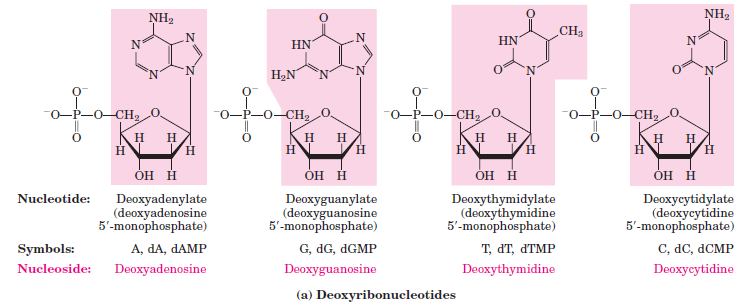 NH₂ O O NH₂
N N N HN N HN CH₃ N
N N H₂N N N O N O N
O⁻ O⁻ O⁻ O⁻
⁻O–P–O–CH₂ O ⁻O–P–O–CH₂ O ⁻O–P–O–CH₂ O ⁻O–P–O–CH₂ O
O H H O H H O H H O H H
H H H H H H H H
OH H OH H OH H OH H
Nucleotide: Deoxyadenylate Deoxyguanylate Deoxythymidylate Deoxycytidylate
(deoxyadenosine (deoxyguanosine (deoxythymidine (deoxycytidine
5′-monophosphate) 5′-monophosphate) 5′-monophosphate) 5′-monophosphate)
Symbols: A, dA, dAMP G, dG, dGMP T, dT, dTMP C, dC, dCMP
Nucleoside: Deoxyadenosine Deoxyguanosine Deoxythymidine Deoxycytidine
(a) Deoxyribonucleotides